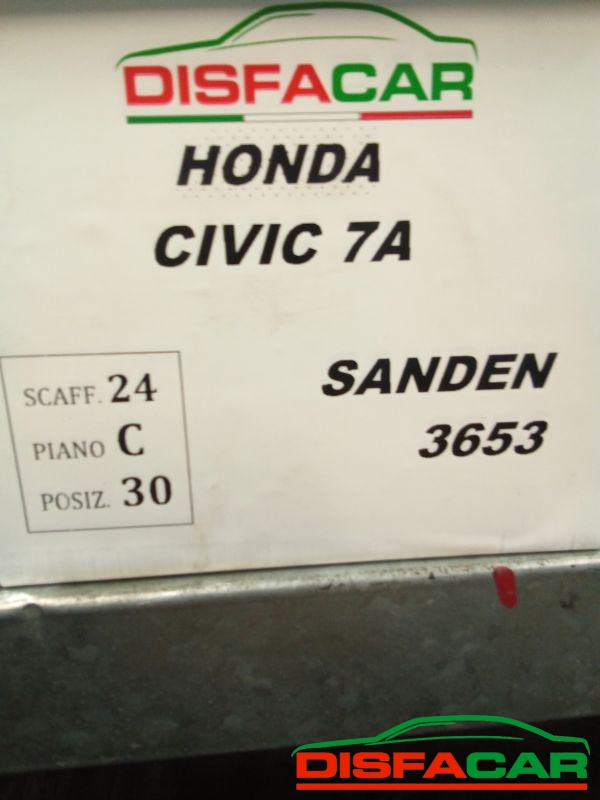 DISFACAR
HONDA
CIVIC 7A
SCAFF. 24
PIANO C
POSIZ. 30
SANDEN
3653
DISFACAR